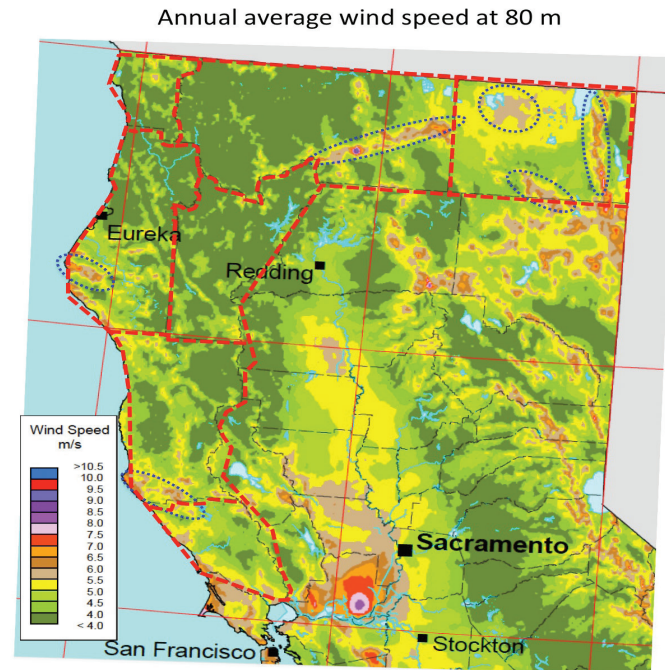 Annual average wind speed at 80 m
Eureka
Redding
Wind Speed
m/s
>10.5
10.0
9.5
9.0
8.5
8.0
7.5
7.0
6.5
6.0
5.5
5.0
4.5
4.0
< 4.0
Sacramento
San Francisco
Stockton